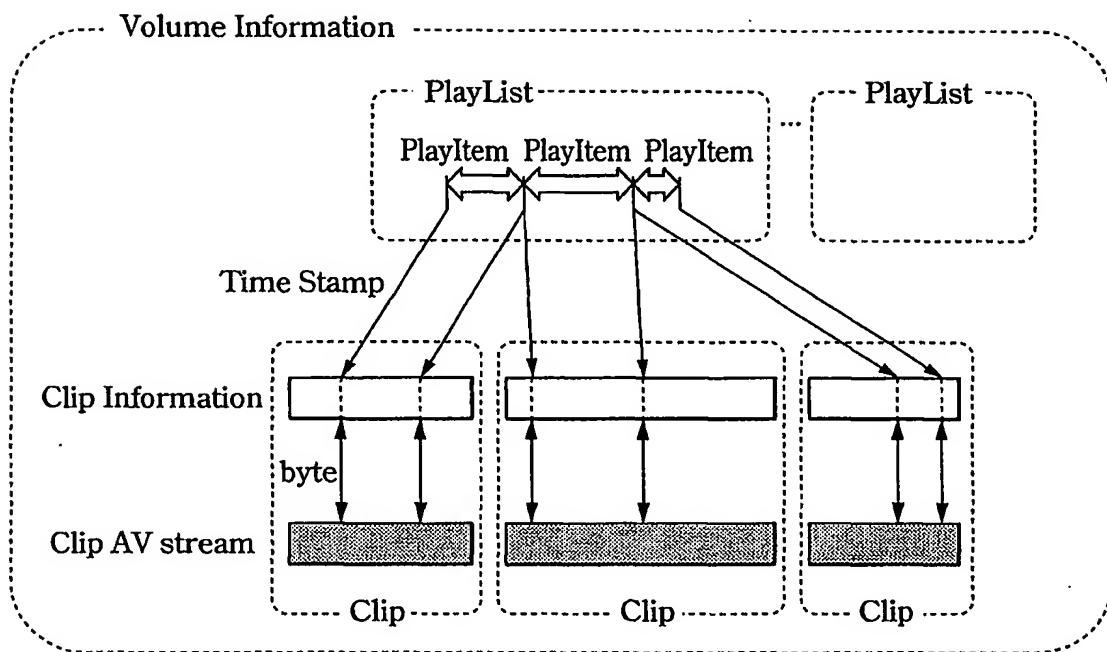 Volume Information
PlayList
PlayList
...
PlayItem PlayItem PlayItem
Time Stamp
Clip Information
byte
Clip AV stream
Clip
Clip
Clip